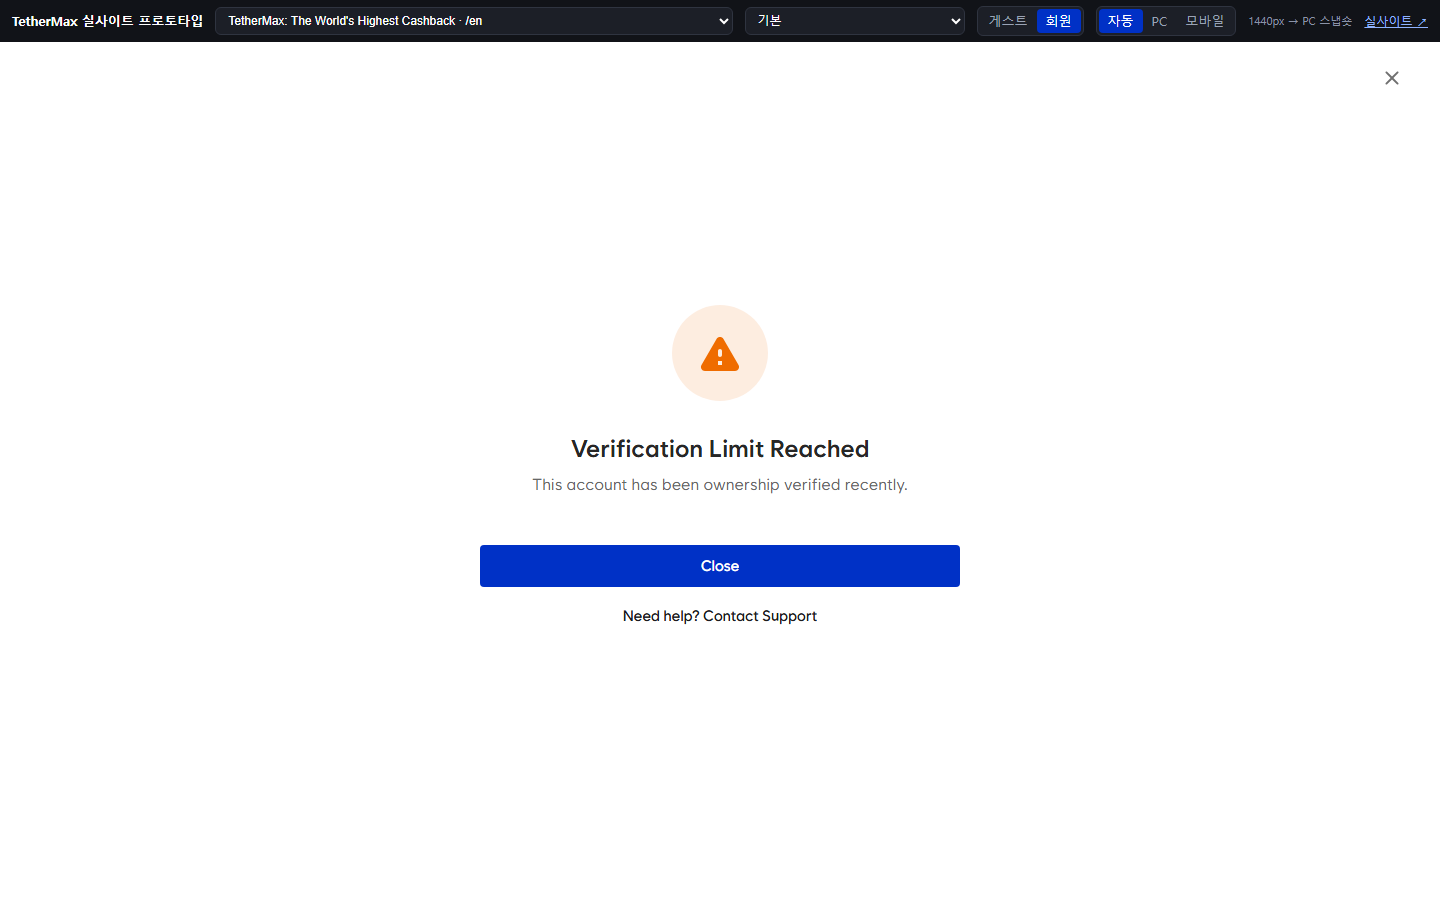 TetherMax 실사이트 프로토타입
TetherMax: The World's Highest Cashback · /en
기본
게스트 회원
자동 PC 모바일
1440px → PC 스냅숏
실사이트 ↗
Verification Limit Reached
This account has been ownership verified recently.
Close
Need help? Contact Support